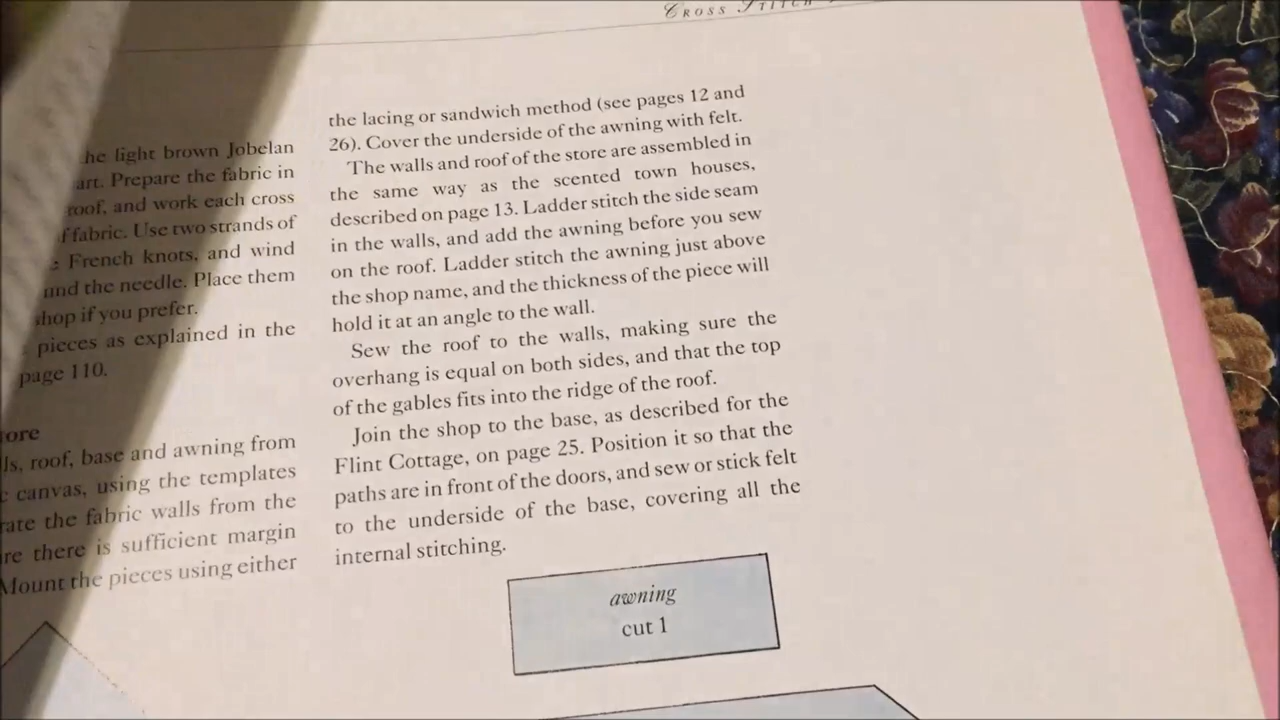 CROSS STITCH
he light brown Jobelan
art. Prepare the fabric in
roof, and work each cross
f fabric. Use two strands of
French knots, and wind
und the needle. Place them
hop if you prefer.
pieces as explained in the
page 110.
ore
ls, roof, base and awning from
c canvas, using the templates
rate the fabric walls from the
re there is sufficient margin
Mount the pieces using either
the lacing or sandwich method (see pages 12 and
26). Cover the underside of the awning with felt.
The walls and roof of the store are assembled in
the same way as the scented town houses,
described on page 13. Ladder stitch the side seam
in the walls, and add the awning before you sew
on the roof. Ladder stitch the awning just above
the shop name, and the thickness of the piece will
hold it at an angle to the wall.
Sew the roof to the walls, making sure the
overhang is equal on both sides, and that the top
of the gables fits into the ridge of the roof.
Join the shop to the base, as described for the
Flint Cottage, on page 25. Position it so that the
paths are in front of the doors, and sew or stick felt
to the underside of the base, covering all the
internal stitching.
awning
cut 1